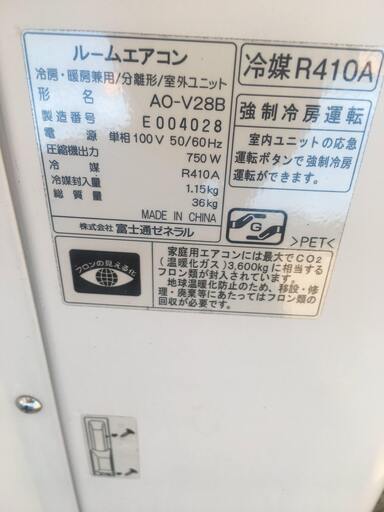 ルームエアコン
冷房・暖房兼用/分離形/室外ユニット
形名 AO-V28B
製造番号 E004028
電源 単相100V 50/60Hz
圧縮機出力 750W
冷媒 R410A
冷媒封入量 1.15kg
総質量 36kg
MADE IN CHINA
株式会社 富士通ゼネラル
冷媒R410A
強制冷房運転
室内ユニットの応急
運転ボタンで強制冷房
運転ができます。
G
>PET<
フロンの見える化
家庭用エアコンには最大でCO2
(温暖化ガス)3,600kgに相当する
フロン類が封入されています。
地球温暖化防止のため、移設・修
理・廃棄等にあたってはフロン類の
回収が必要です。